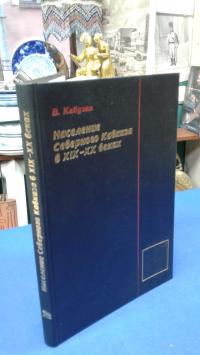 В. Кабузан
Население
Северного Кавказа
в XIX-XX веках
Население Северного Кавказа в XIX-XX веках